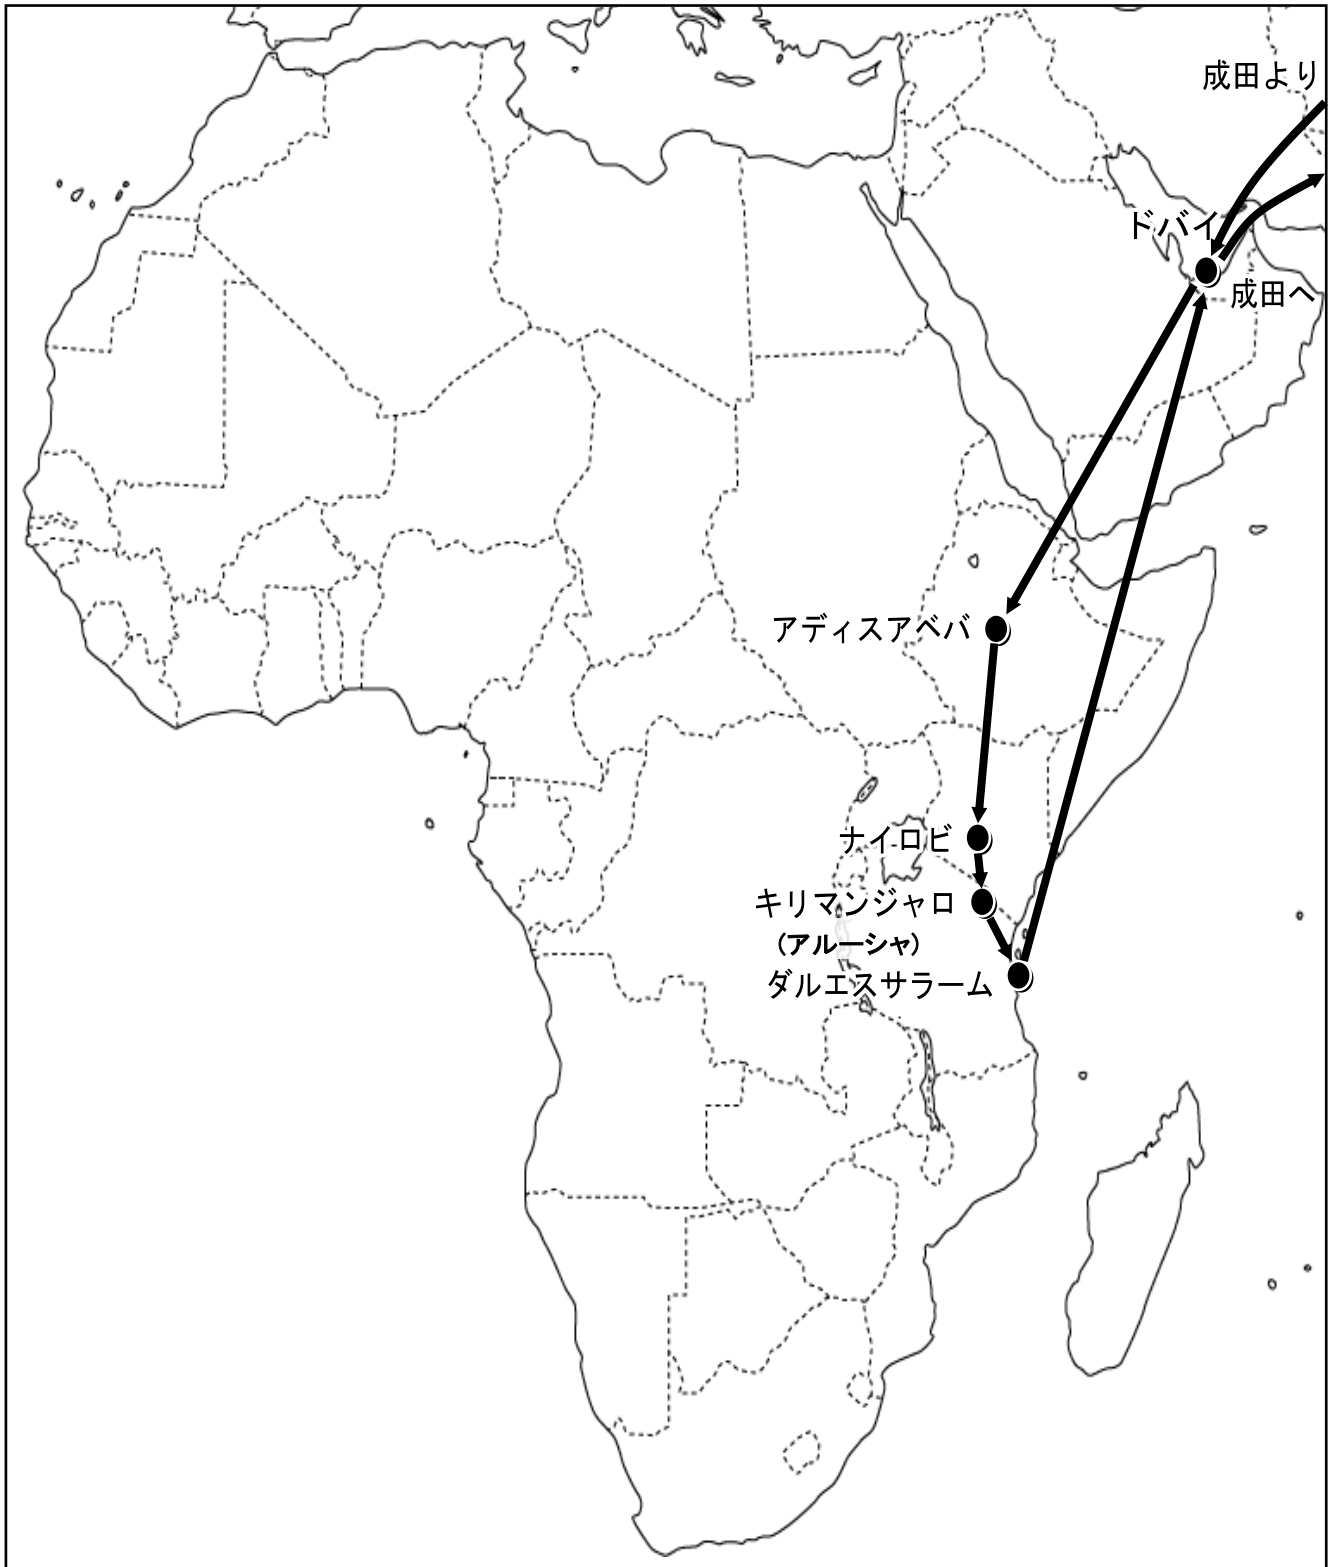 成田より
ドバイ
成田へ
アディスアベバ
ナイロビ
キリマンジャロ
(アルーシャ)
ダルエスサラーム